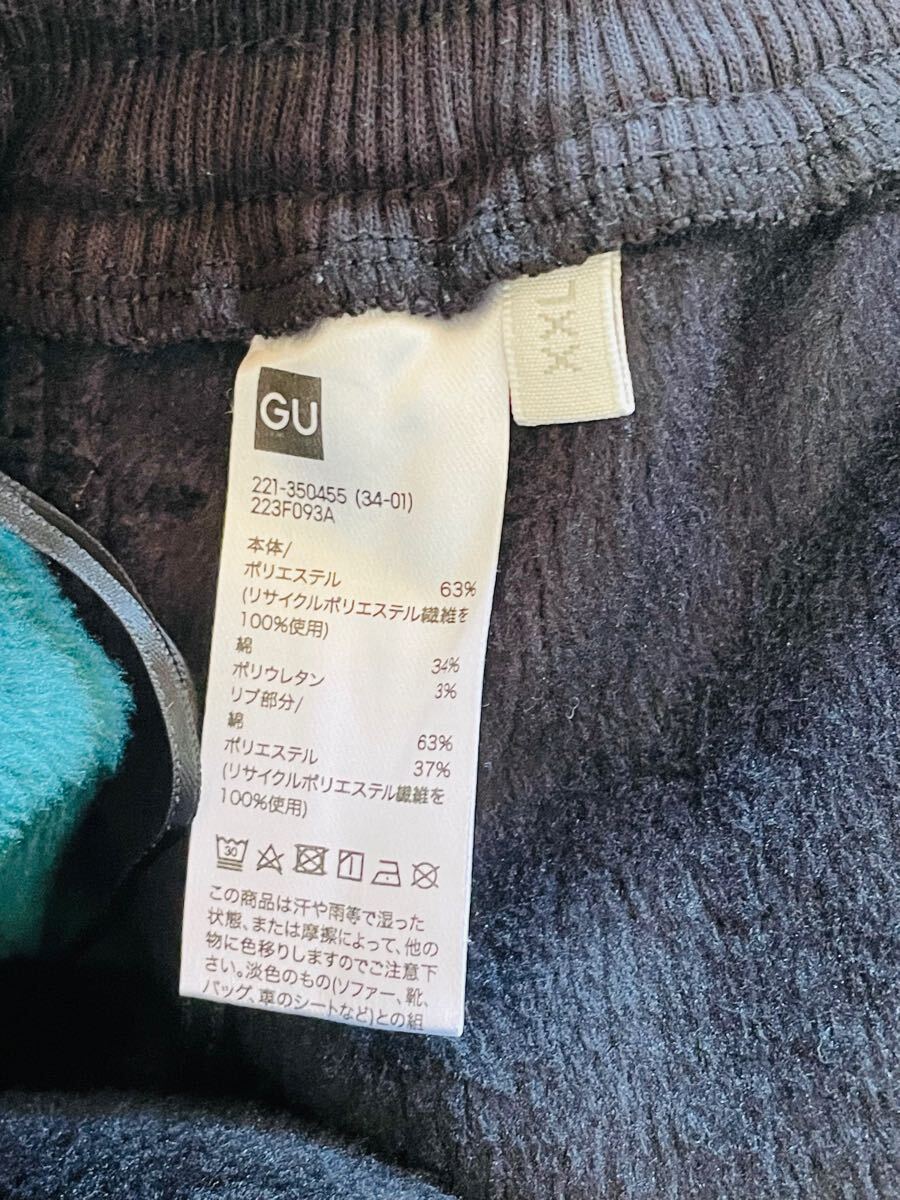 XXL
GU
221-350455 (34-01)
223F093A
本体/
ポリエステル 63%
(リサイクルポリエステル繊維を
100%使用)
綿 34%
ポリウレタン 3%
リブ部分/
綿 63%
ポリエステル 37%
(リサイクルポリエステル繊維を
100%使用)
30
この商品は汗や雨等で湿った
状態、または摩擦によって、他の
物に色移りしますのでご注意下
さい。淡色のもの(ソファー、靴、
バッグ、車のシートなど)との組